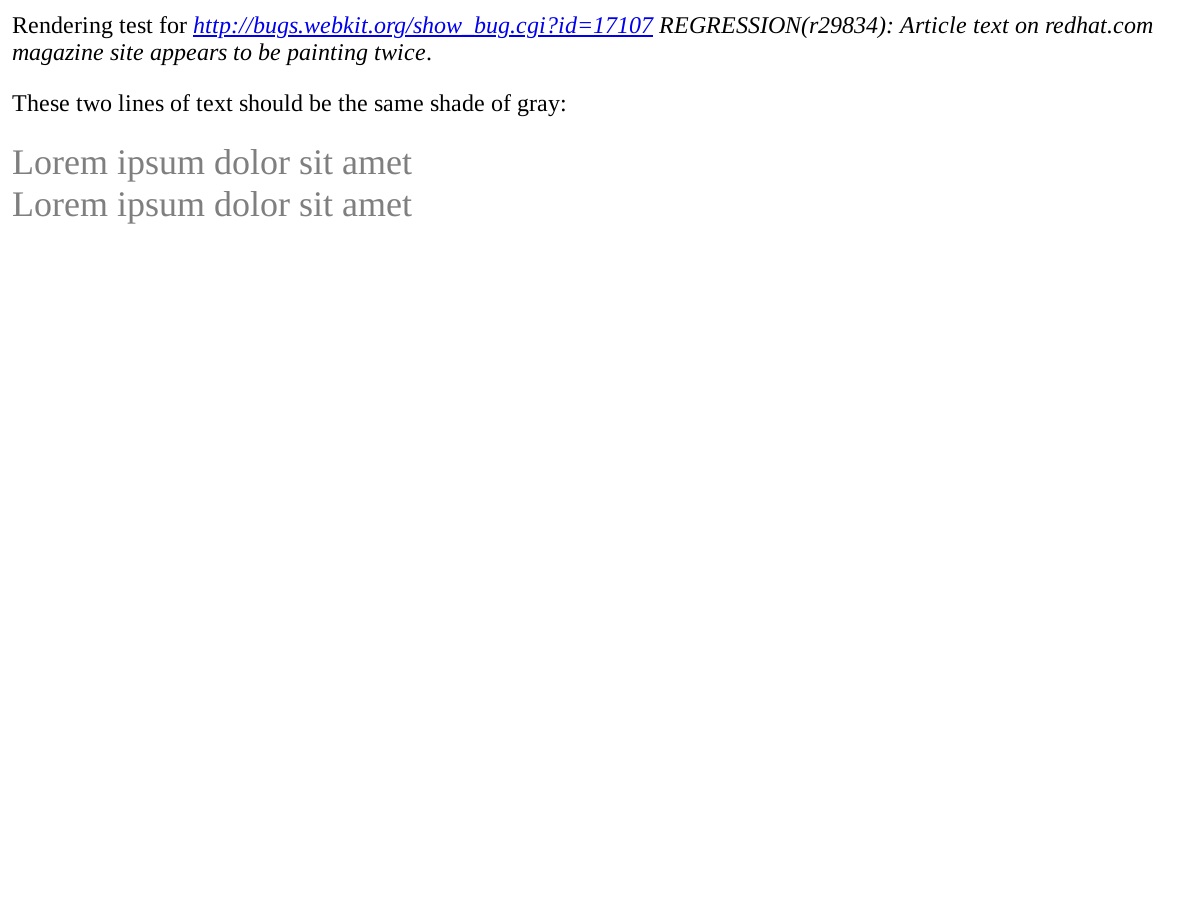 Rendering test for http://bugs.webkit.org/show_bug.cgi?id=17107 REGRESSION(r29834): Article text on redhat.com
magazine site appears to be painting twice.
These two lines of text should be the same shade of gray:
Lorem ipsum dolor sit amet
Lorem ipsum dolor sit amet